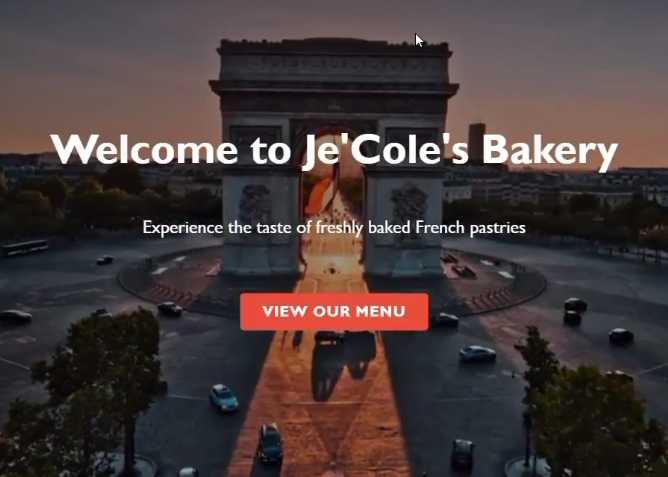 Welcome to Je'Cole's Bakery
Experience the taste of freshly baked French pastries
VIEW OUR MENU